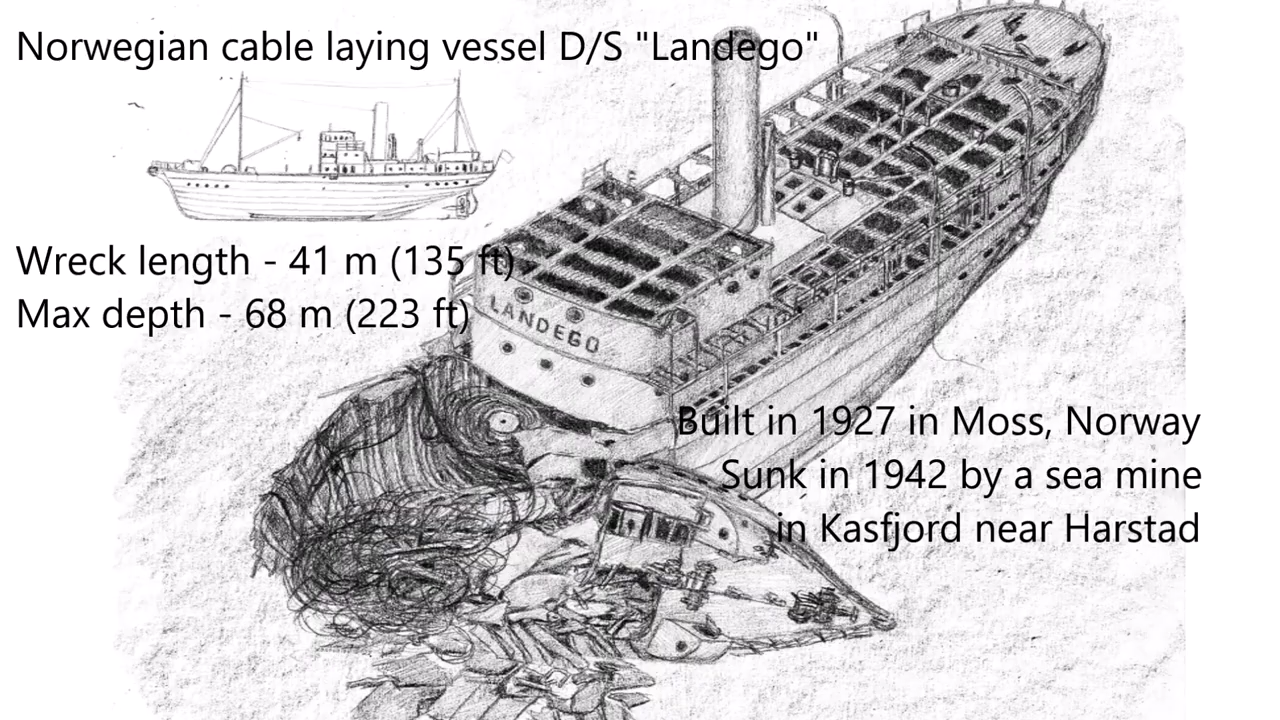 Norwegian cable laying vessel D/S "Landego"
Wreck length - 41 m (135 ft)
Max depth - 68 m (223 ft)
LANDEGO
Built in 1927 in Moss, Norway
Sunk in 1942 by a sea mine
in Kasfjord near Harstad